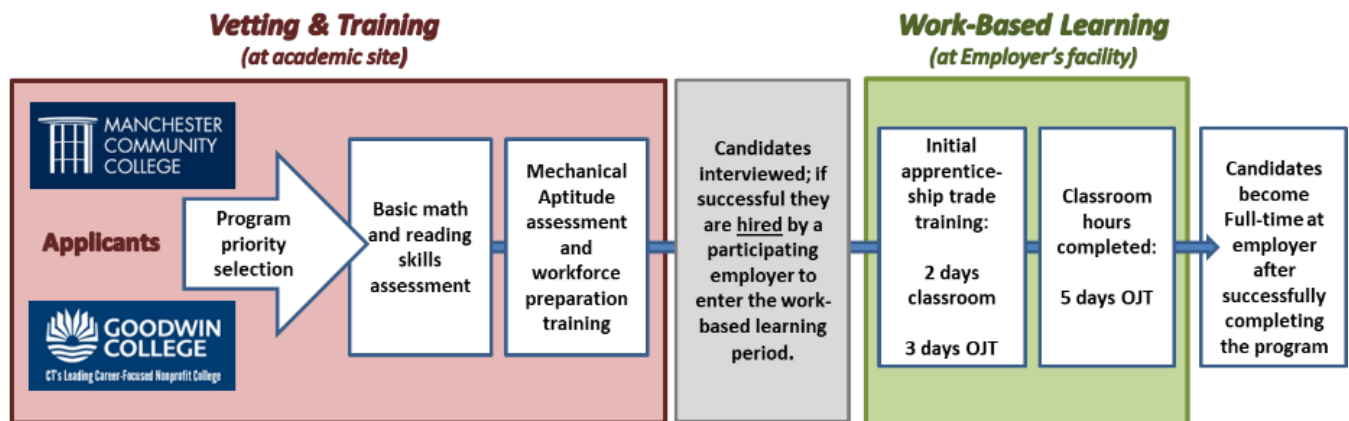 Vetting & Training
(at academic site)
Work-Based Learning
(at Employer's facility)
MANCHESTER
COMMUNITY
COLLEGE
Applicants
GOODWIN
COLLEGE
CT's Leading Career-Focused Nonprofit College
Program
priority
selection
Basic math
and reading
skills
assessment
Mechanical
Aptitude
assessment
and
workforce
preparation
training
Candidates
interviewed; if
successful they
are hired by a
participating
employer to
enter the work-
based learning
period.
Initial
apprentice-
ship trade
training:
2 days
classroom
3 days OJT
Classroom
hours
completed:
5 days OJT
Candidates
become
Full-time at
employer
after
successfully
completing
the program